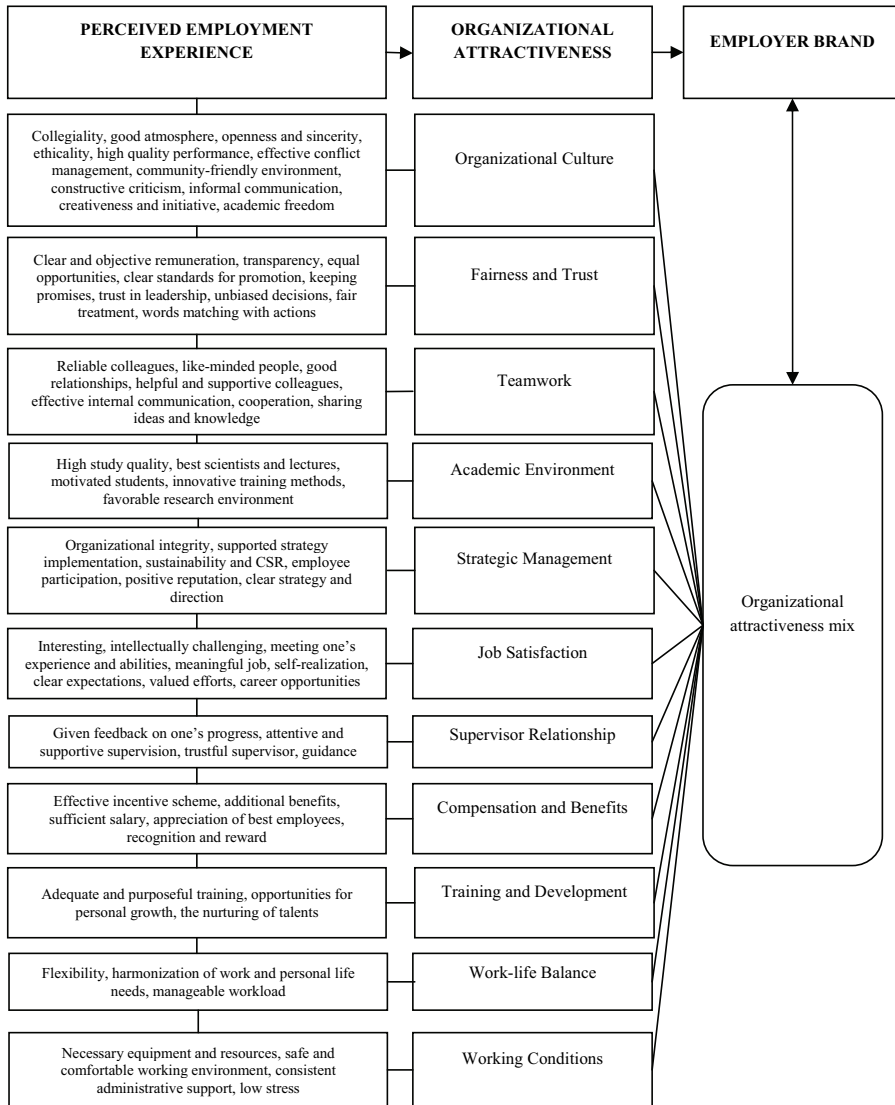 PERCEIVED EMPLOYMENT
EXPERIENCE
ORGANIZATIONAL
ATTRACTIVENESS
EMPLOYER BRAND
Collegiality, good atmosphere, openness and sincerity,
ethicality, high quality performance, effective conflict
management, community-friendly environment,
constructive criticism, informal communication,
creativeness and initiative, academic freedom
Organizational Culture
Clear and objective remuneration, transparency, equal
opportunities, clear standards for promotion, keeping
promises, trust in leadership, unbiased decisions, fair
treatment, words matching with actions
Fairness and Trust
Reliable colleagues, like-minded people, good
relationships, helpful and supportive colleagues,
effective internal communication, cooperation, sharing
ideas and knowledge
Teamwork
High study quality, best scientists and lectures,
motivated students, innovative training methods,
favorable research environment
Academic Environment
Organizational integrity, supported strategy
implementation, sustainability and CSR, employee
participation, positive reputation, clear strategy and
direction
Strategic Management
Interesting, intellectually challenging, meeting one’s
experience and abilities, meaningful job, self-realization,
clear expectations, valued efforts, career opportunities
Job Satisfaction
Given feedback on one’s progress, attentive and
supportive supervision, trustful supervisor, guidance
Supervisor Relationship
Effective incentive scheme, additional benefits,
sufficient salary, appreciation of best employees,
recognition and reward
Compensation and Benefits
Adequate and purposeful training, opportunities for
personal growth, the nurturing of talents
Training and Development
Flexibility, harmonization of work and personal life
needs, manageable workload
Work-life Balance
Necessary equipment and resources, safe and
comfortable working environment, consistent
administrative support, low stress
Working Conditions
Organizational
attractiveness mix